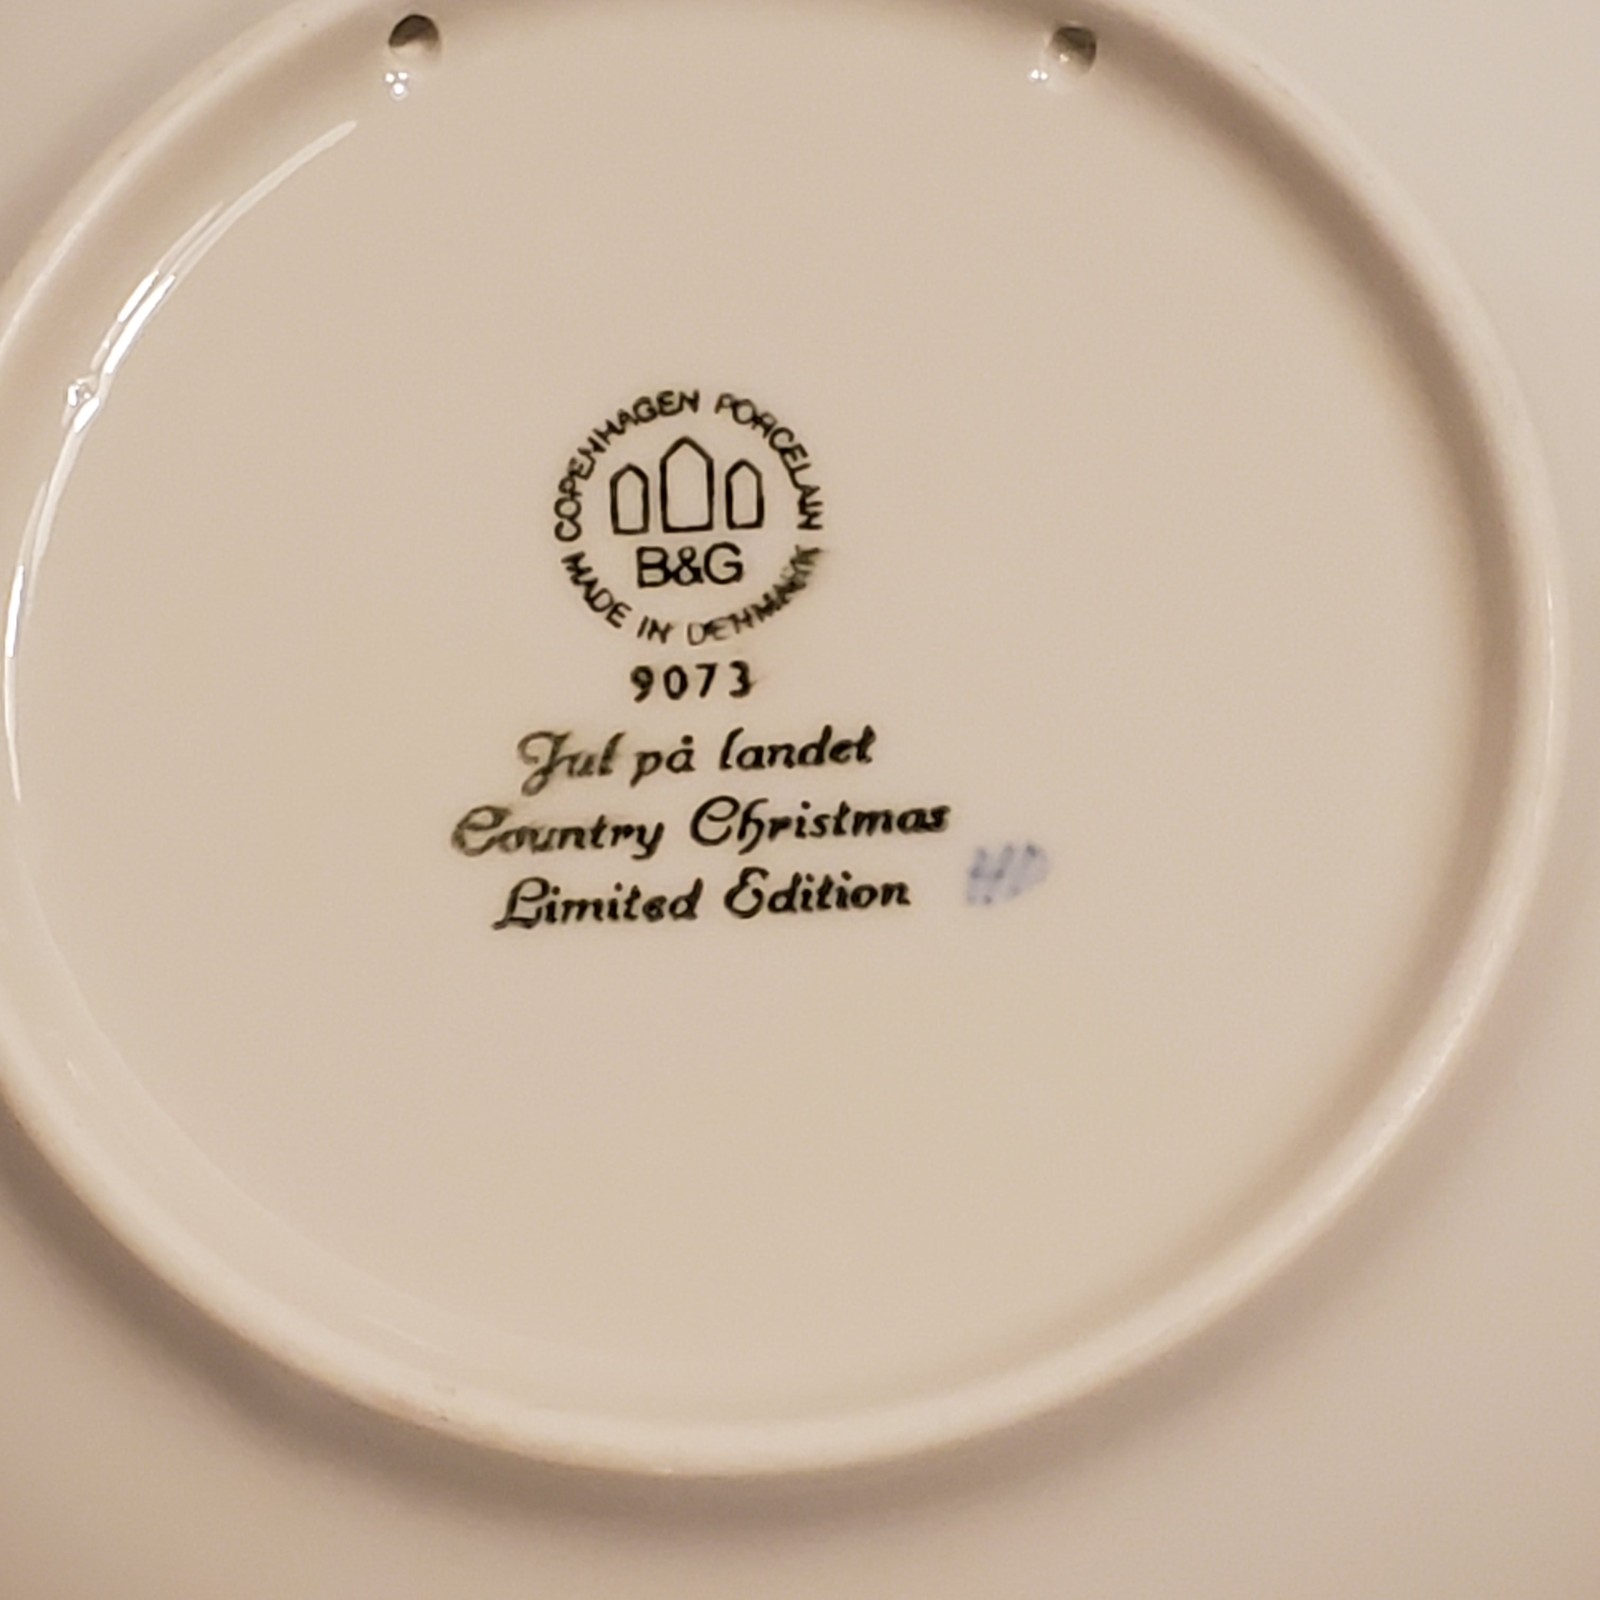 COPENHAGEN PORCELAIN
B&G
MADE IN DENMARK
9073
Jul på landet
Country Christmas
Limited Edition